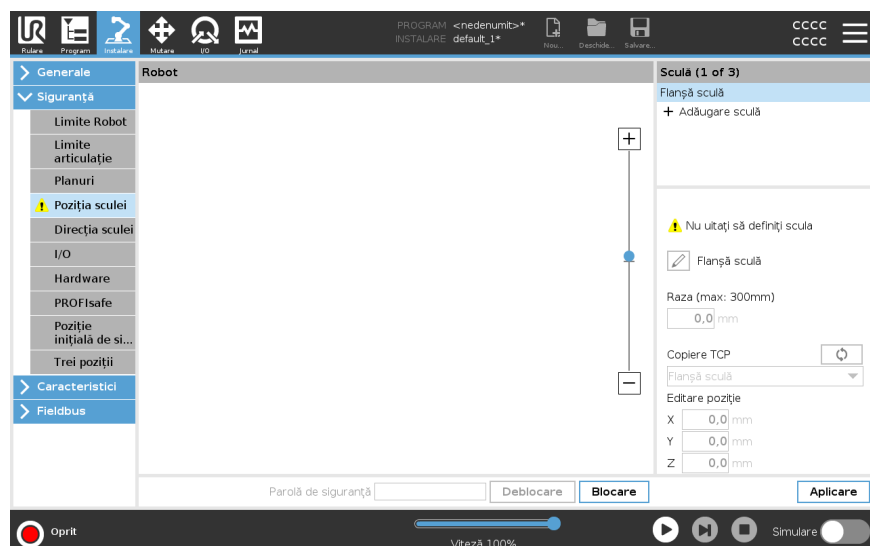 Rulare
Program
Instalare
Mutare
I/O
Jurnal
PROGRAM <nedenumit>*
INSTALARE default_1*
Nou...
Deschide...
Salvare...
cccc
cccc
Generale
Siguranță
Limite Robot
Limite
articulație
Planuri
Poziția sculei
Direcția sculei
I/O
Hardware
PROFIsafe
Poziție
inițială de si...
Trei poziții
Caracteristici
Fieldbus
Robot
Sculă (1 of 3)
Flanșă sculă
+ Adăugare sculă
Nu uitați să definiți scula
Flanșă sculă
Raza (max: 300mm)
0,0 mm
Copiere TCP
Flanșă sculă
Editare poziție
X 0,0 mm
Y 0,0 mm
Z 0,0 mm
Parolă de siguranță
Deblocare
Blocare
Aplicare
Oprit
Viteză 100%
Simulare